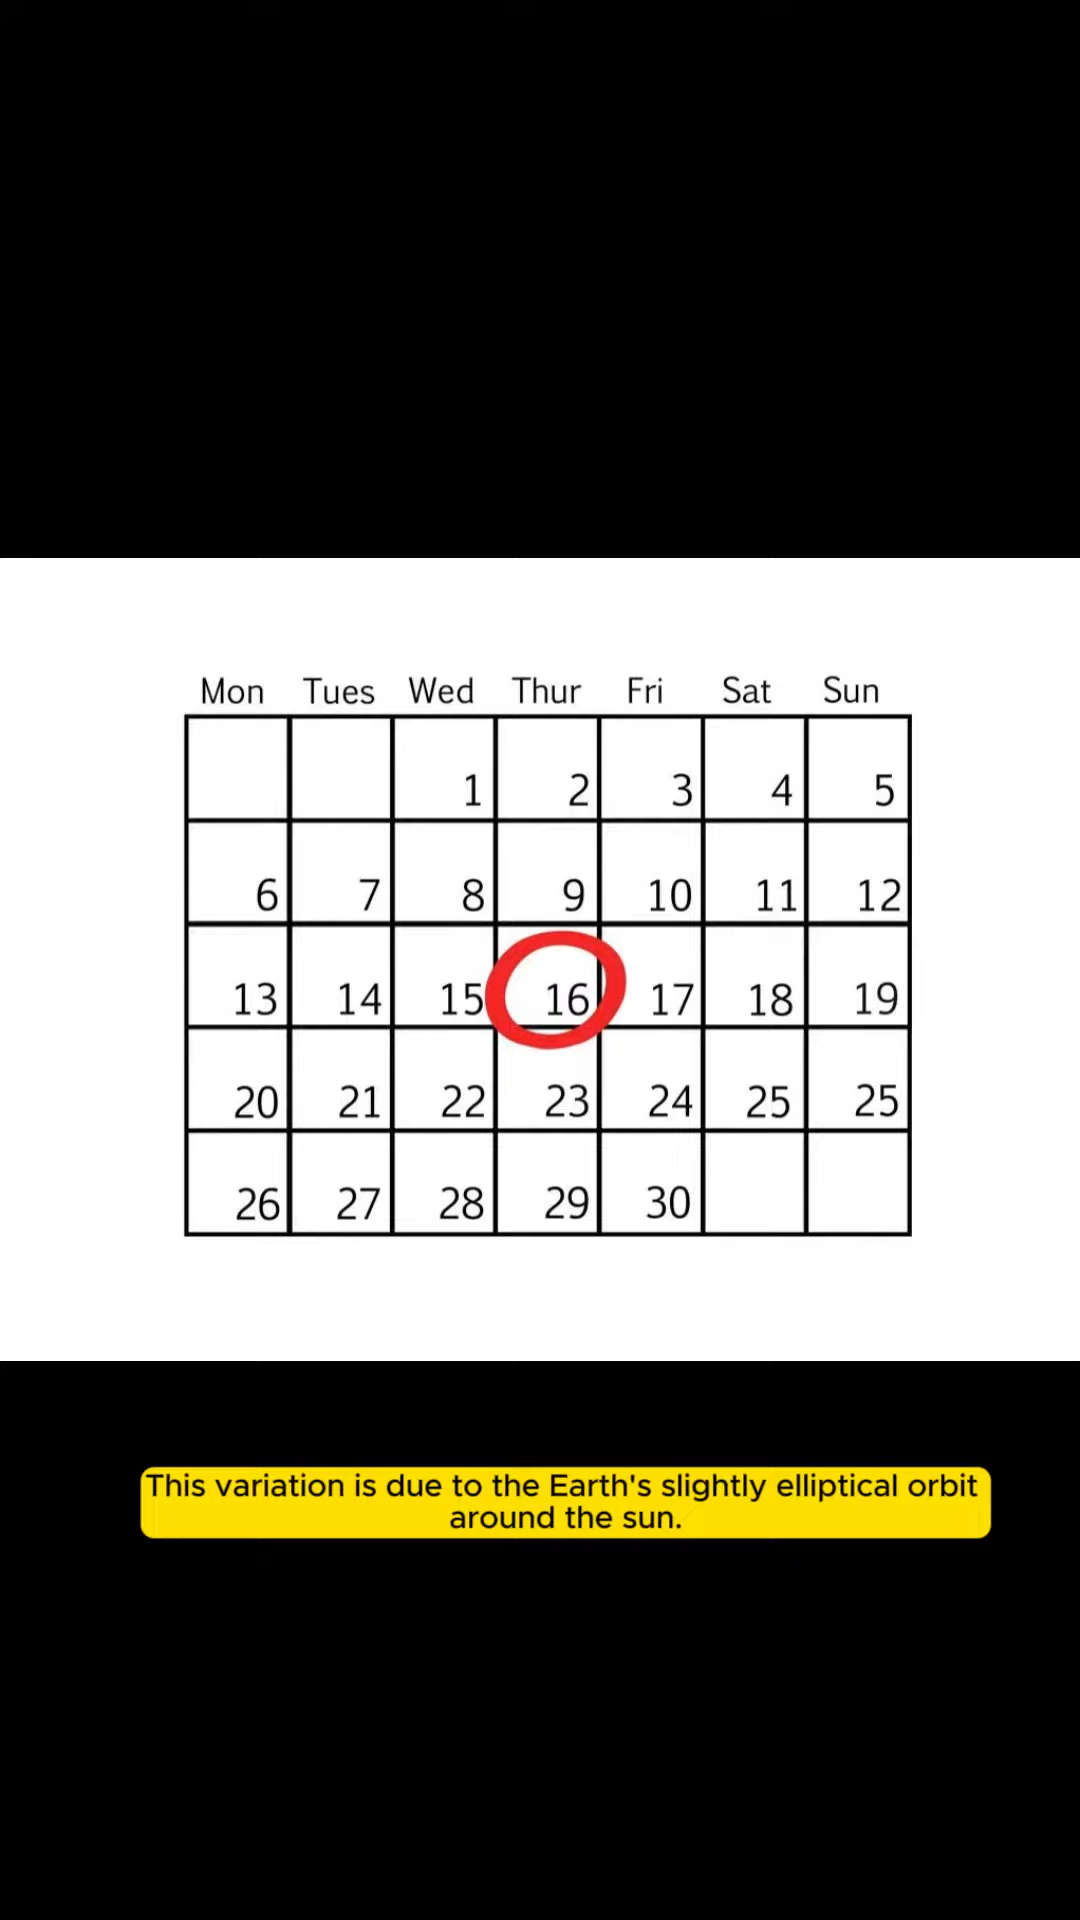 Mon Tues Wed Thur Fri Sat Sun
1 2 3 4 5
6 7 8 9 10 11 12
13 14 15 16 17 18 19
20 21 22 23 24 25 25
26 27 28 29 30
This variation is due to the Earth's slightly elliptical orbit
around the sun.